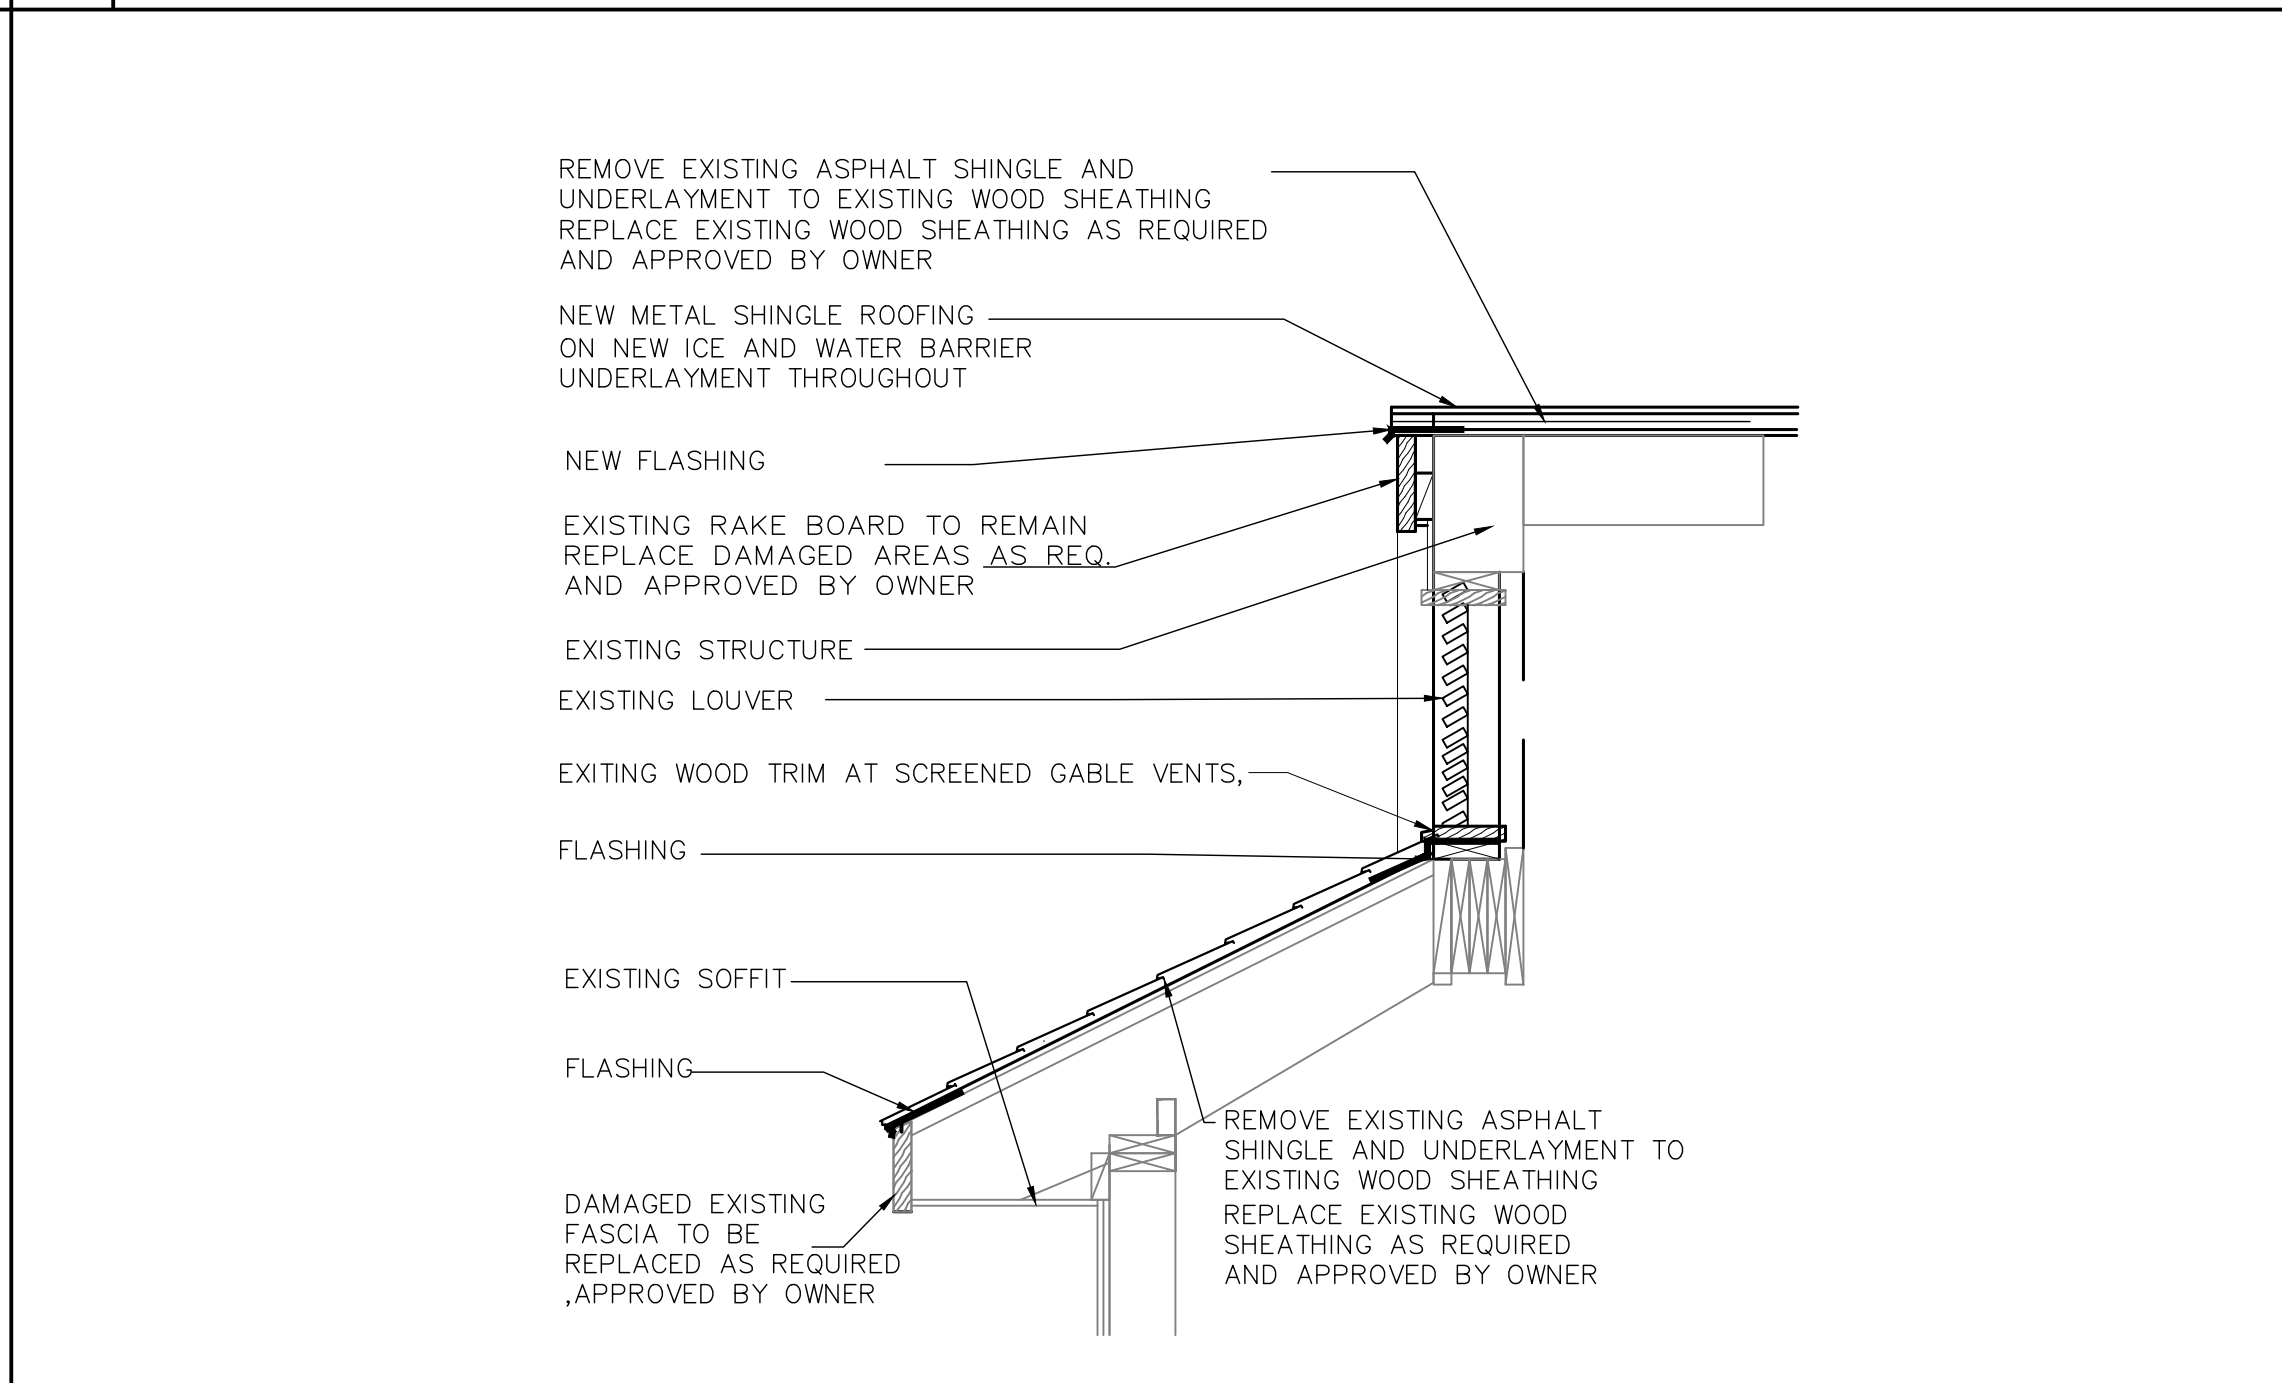 REMOVE EXISTING ASPHALT SHINGLE AND
UNDERLAYMENT TO EXISTING WOOD SHEATHING
REPLACE EXISTING WOOD SHEATHING AS REQUIRED
AND APPROVED BY OWNER
NEW METAL SHINGLE ROOFING
ON NEW ICE AND WATER BARRIER
UNDERLAYMENT THROUGHOUT
NEW FLASHING
EXISTING RAKE BOARD TO REMAIN
REPLACE DAMAGED AREAS AS REQ.
AND APPROVED BY OWNER
EXISTING STRUCTURE
EXISTING LOUVER
EXITING WOOD TRIM AT SCREENED GABLE VENTS,
FLASHING
EXISTING SOFFIT
FLASHING
DAMAGED EXISTING
FASCIA TO BE
REPLACED AS REQUIRED
,APPROVED BY OWNER
REMOVE EXISTING ASPHALT
SHINGLE AND UNDERLAYMENT TO
EXISTING WOOD SHEATHING
REPLACE EXISTING WOOD
SHEATHING AS REQUIRED
AND APPROVED BY OWNER